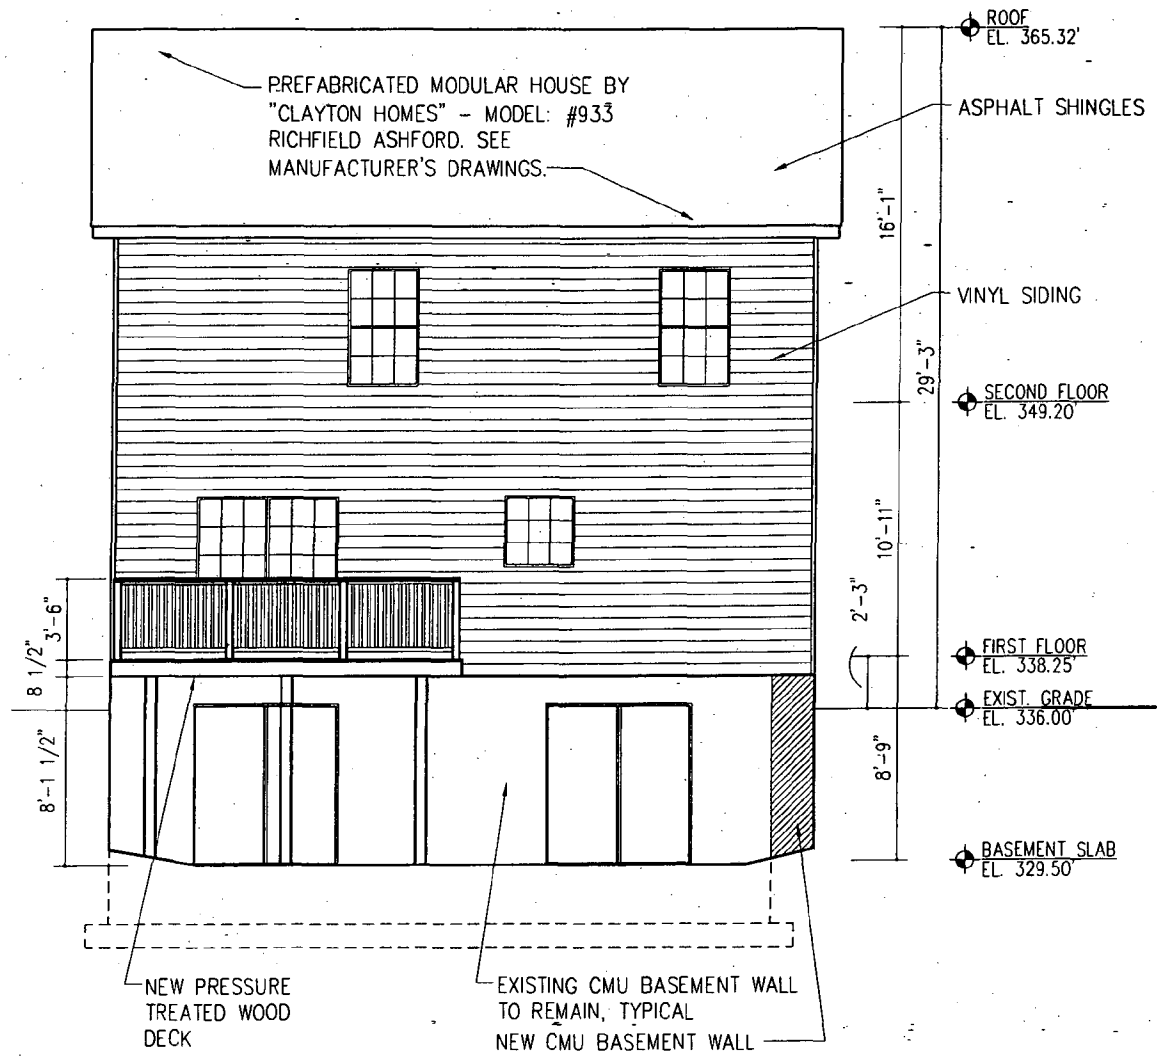 ROOF
EL. 365.32'
PREFABRICATED MODULAR HOUSE BY
"CLAYTON HOMES" - MODEL: #933
RICHFIELD ASHFORD. SEE
MANUFACTURER'S DRAWINGS.
ASPHALT SHINGLES
16'-1"
VINYL SIDING
29'-3"
SECOND FLOOR
EL. 349.20'
10'-11"
2'-3"
3'-6"
8 1/2"
FIRST FLOOR
EL. 338.25'
EXIST. GRADE
EL. 336.00'
8'-1 1/2"
8'-9"
BASEMENT SLAB
EL. 329.50'
NEW PRESSURE
TREATED WOOD
DECK
EXISTING CMU BASEMENT WALL
TO REMAIN, TYPICAL
NEW CMU BASEMENT WALL